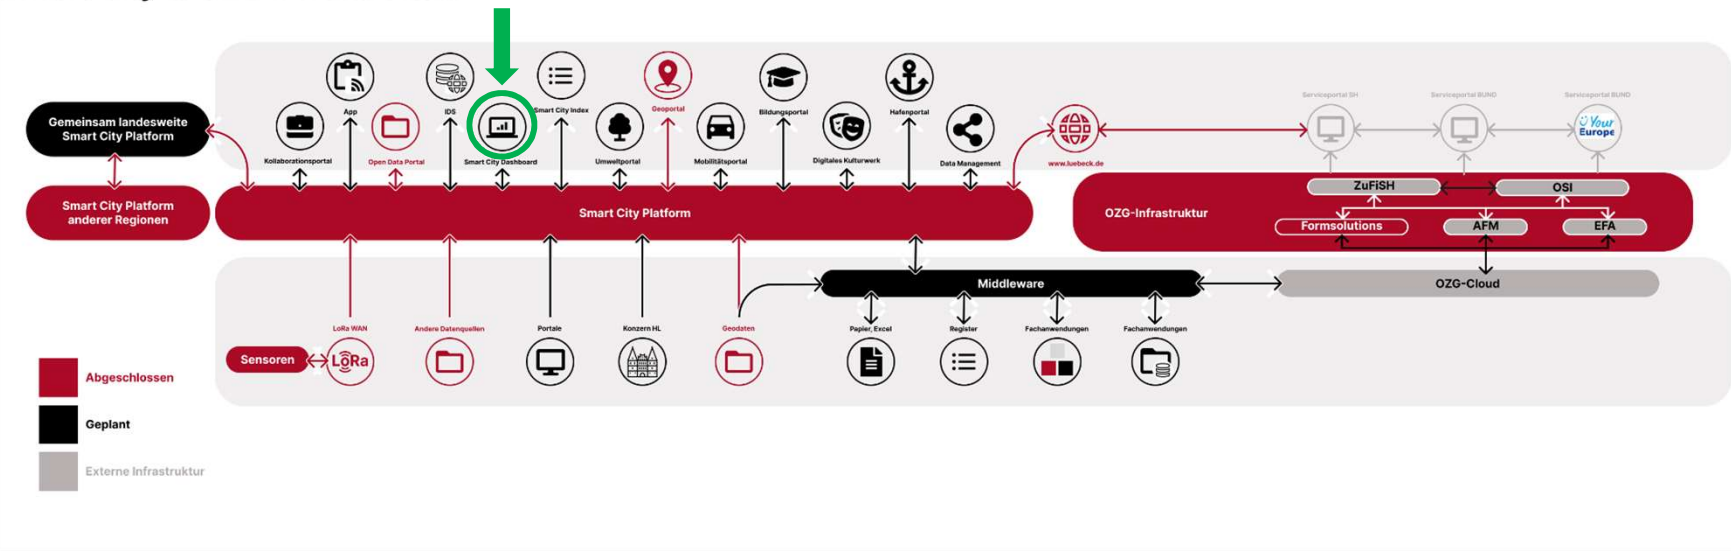 Gemeinsam landesweite
Smart City Platform
Smart City Platform
anderer Regionen
App
IDS
Smart City Index
Geoportal
Bildungsportal
Hafenportal
Kollaborationsportal
Open Data Portal
Smart City Dashboard
Umweltportal
Mobilitätsportal
Digitales Kulturwerk
Data Management
www.luebeck.de
Serviceportal SH
Serviceportal BUND
Serviceportal BUND
Your
Europe
Smart City Platform
OZG-Infrastruktur
ZuFiSH
OSI
Formsolutions
AFM
EFA
Middleware
OZG-Cloud
LoRa WAN
Andere Datenquellen
Portale
Konzern HL
Geodaten
Papier, Excel
Register
Fachanwendungen
Fachanwendungen
Sensoren
LoRa
Abgeschlossen
Geplant
Externe Infrastruktur